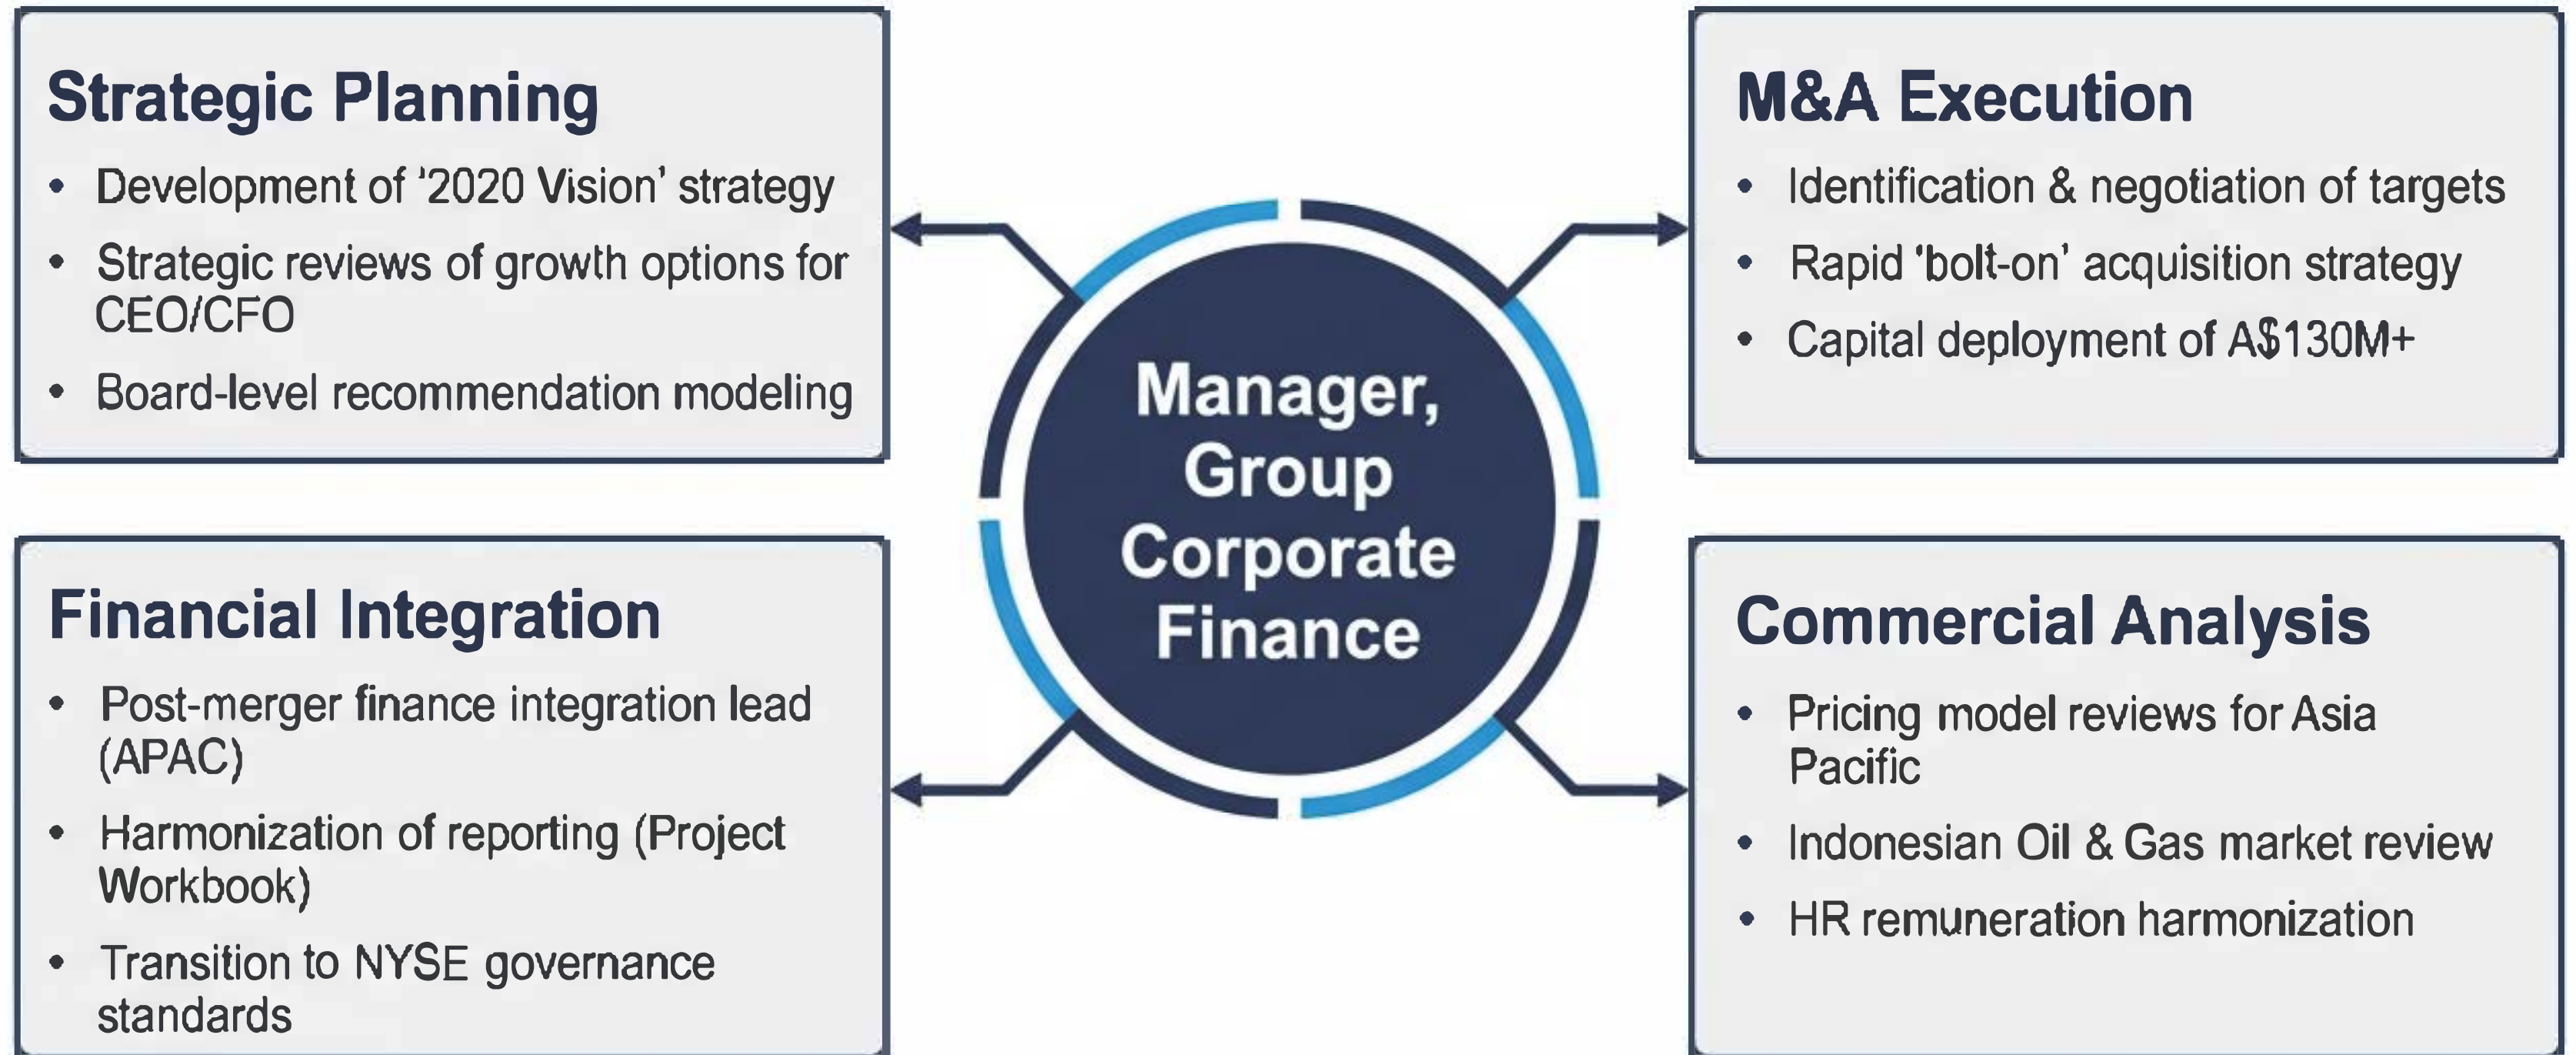 Strategic Planning
• Development of '2020 Vision' strategy
• Strategic reviews of growth options for
CEO/CFO
• Board-level recommendation modeling
M&A Execution
• Identification & negotiation of targets
• Rapid 'bolt-on' acquisition strategy
• Capital deployment of A$130M+
Manager,
Group
Corporate
Finance
Financial Integration
• Post-merger finance integration lead
(APAC)
• Harmonization of reporting (Project
Workbook)
• Transition to NYSE governance
standards
Commercial Analysis
• Pricing model reviews for Asia
Pacific
• Indonesian Oil & Gas market review
• HR remuneration harmonization